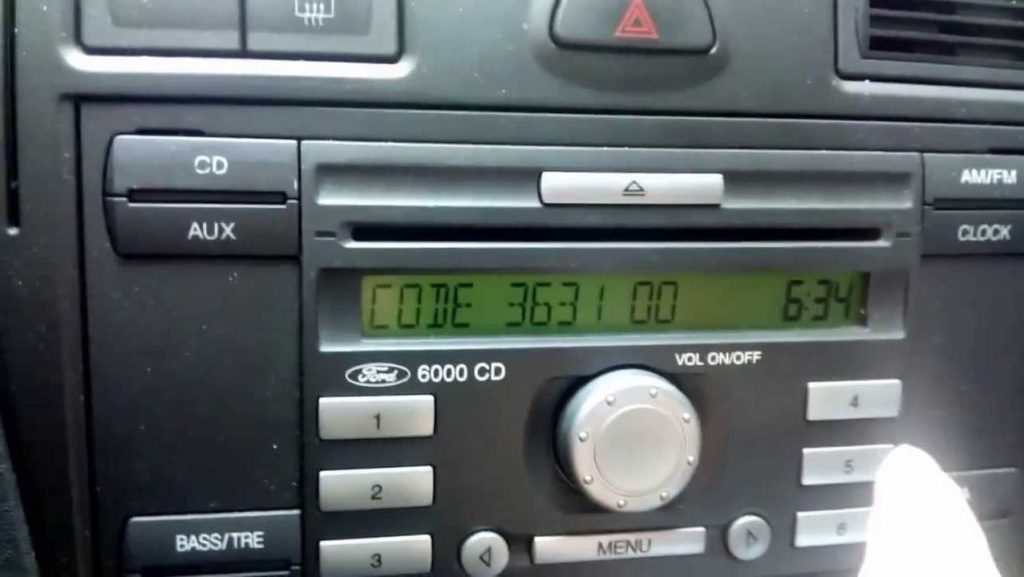 CD
AUX
AM/FM
CLOCK
CODE 3631 00 6:34
Ford 6000 CD
VOL ON/OFF
1
2
3
4
5
6
BASS/TRE
MENU